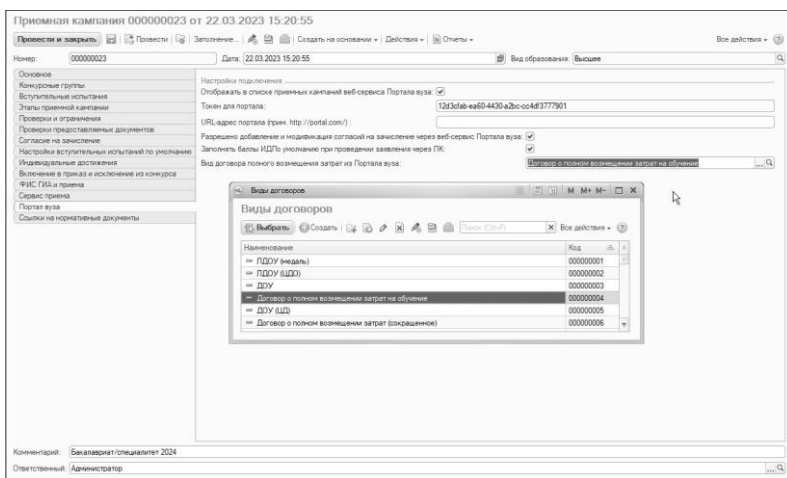 Приемная кампания 000000023 от 22.03.2023 15:20:55
Провести и закрыть Провести Заполнение... Создать на основании Действия Отчеты Все действия
Номер: 000000023 Дата: 22.03.2023 15:20:55 Вид образования: Высшее
Основное
Конкурсные группы
Вступительные испытания
Этапы приемной кампании
Проверки и ограничения
Проверки предоставляемых документов
Согласие на зачисление
Настройки вступительных испытаний по умолчанию
Индивидуальные достижения
Включение в приказ и исключение из конкурса
ФИС ГИА и приема
Сервис приема
Портал вуза
Ссылки на нормативные документы
Настройки подключения
Отображать в списке приемных кампаний веб-сервиса Портала вуза:
Токен для портала: 12d3cfab-ea60-4430-a2bc-cc4df3777901
URL-адрес портала (прим. http://portal.com/) :
Разрешено добавление и модификация согласий на зачисление через веб-сервис Портала вуза:
Заполнять баллы ИДПо умолчанию при проведении заявления через ПК:
Вид договора полного возмещения затрат из Портала вуза: Договор о полном возмещении затрат на обучение
Виды договоров M M+ M-
Виды договоров
Выбрать Создать Поиск (Ctrl+F) Все действия
Наименование Код
ПДОУ (медаль) 000000001
ПДОУ (ЦДО) 000000002
ДОУ 000000003
Договор о полном возмещении затрат на обучение 000000004
ДОУ (ЦД) 000000005
Договор о полном возмещении затрат (сокращенное) 000000006
Комментарий: Бакалавриат/специалитет 2024
Ответственный: Администратор